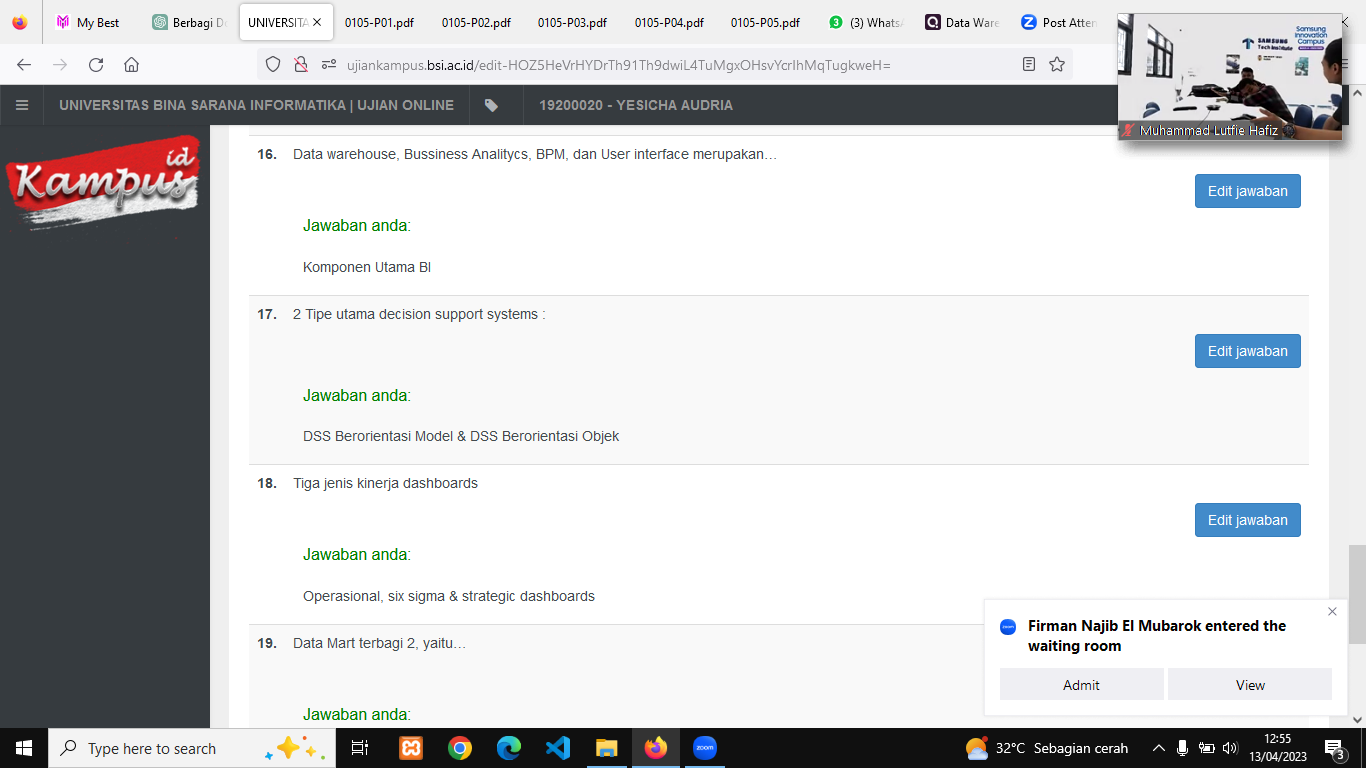 My Best
Berbagi D
UNIVERSITA
0105-P01.pdf
0105-P02.pdf
0105-P03.pdf
0105-P04.pdf
0105-P05.pdf
(3) Whats
Data Ware
Post Atten
ujiankampus.bsi.ac.id/edit-HOZ5HeVrHYDrTh91Th9dwiL4TuMgxOHsvYcrIhMqTugkweH=
SAMSUNG
Tech Institute
Samsung
Innovation
Campus
Muhammad Lutfie Hafiz
UNIVERSITAS BINA SARANA INFORMATIKA | UJIAN ONLINE
19200020 - YESICHA AUDRIA
Kampus id
16. Data warehouse, Bussiness Analitycs, BPM, dan User interface merupakan…
Edit jawaban
Jawaban anda:
Komponen Utama BI
17. 2 Tipe utama decision support systems :
Edit jawaban
Jawaban anda:
DSS Berorientasi Model & DSS Berorientasi Objek
18. Tiga jenis kinerja dashboards
Edit jawaban
Jawaban anda:
Operasional, six sigma & strategic dashboards
19. Data Mart terbagi 2, yaitu…
Jawaban anda:
zoom
Firman Najib El Mubarok entered the
waiting room
Admit
View
Type here to search
zoom
32°C Sebagian cerah
12:55
13/04/2023
3